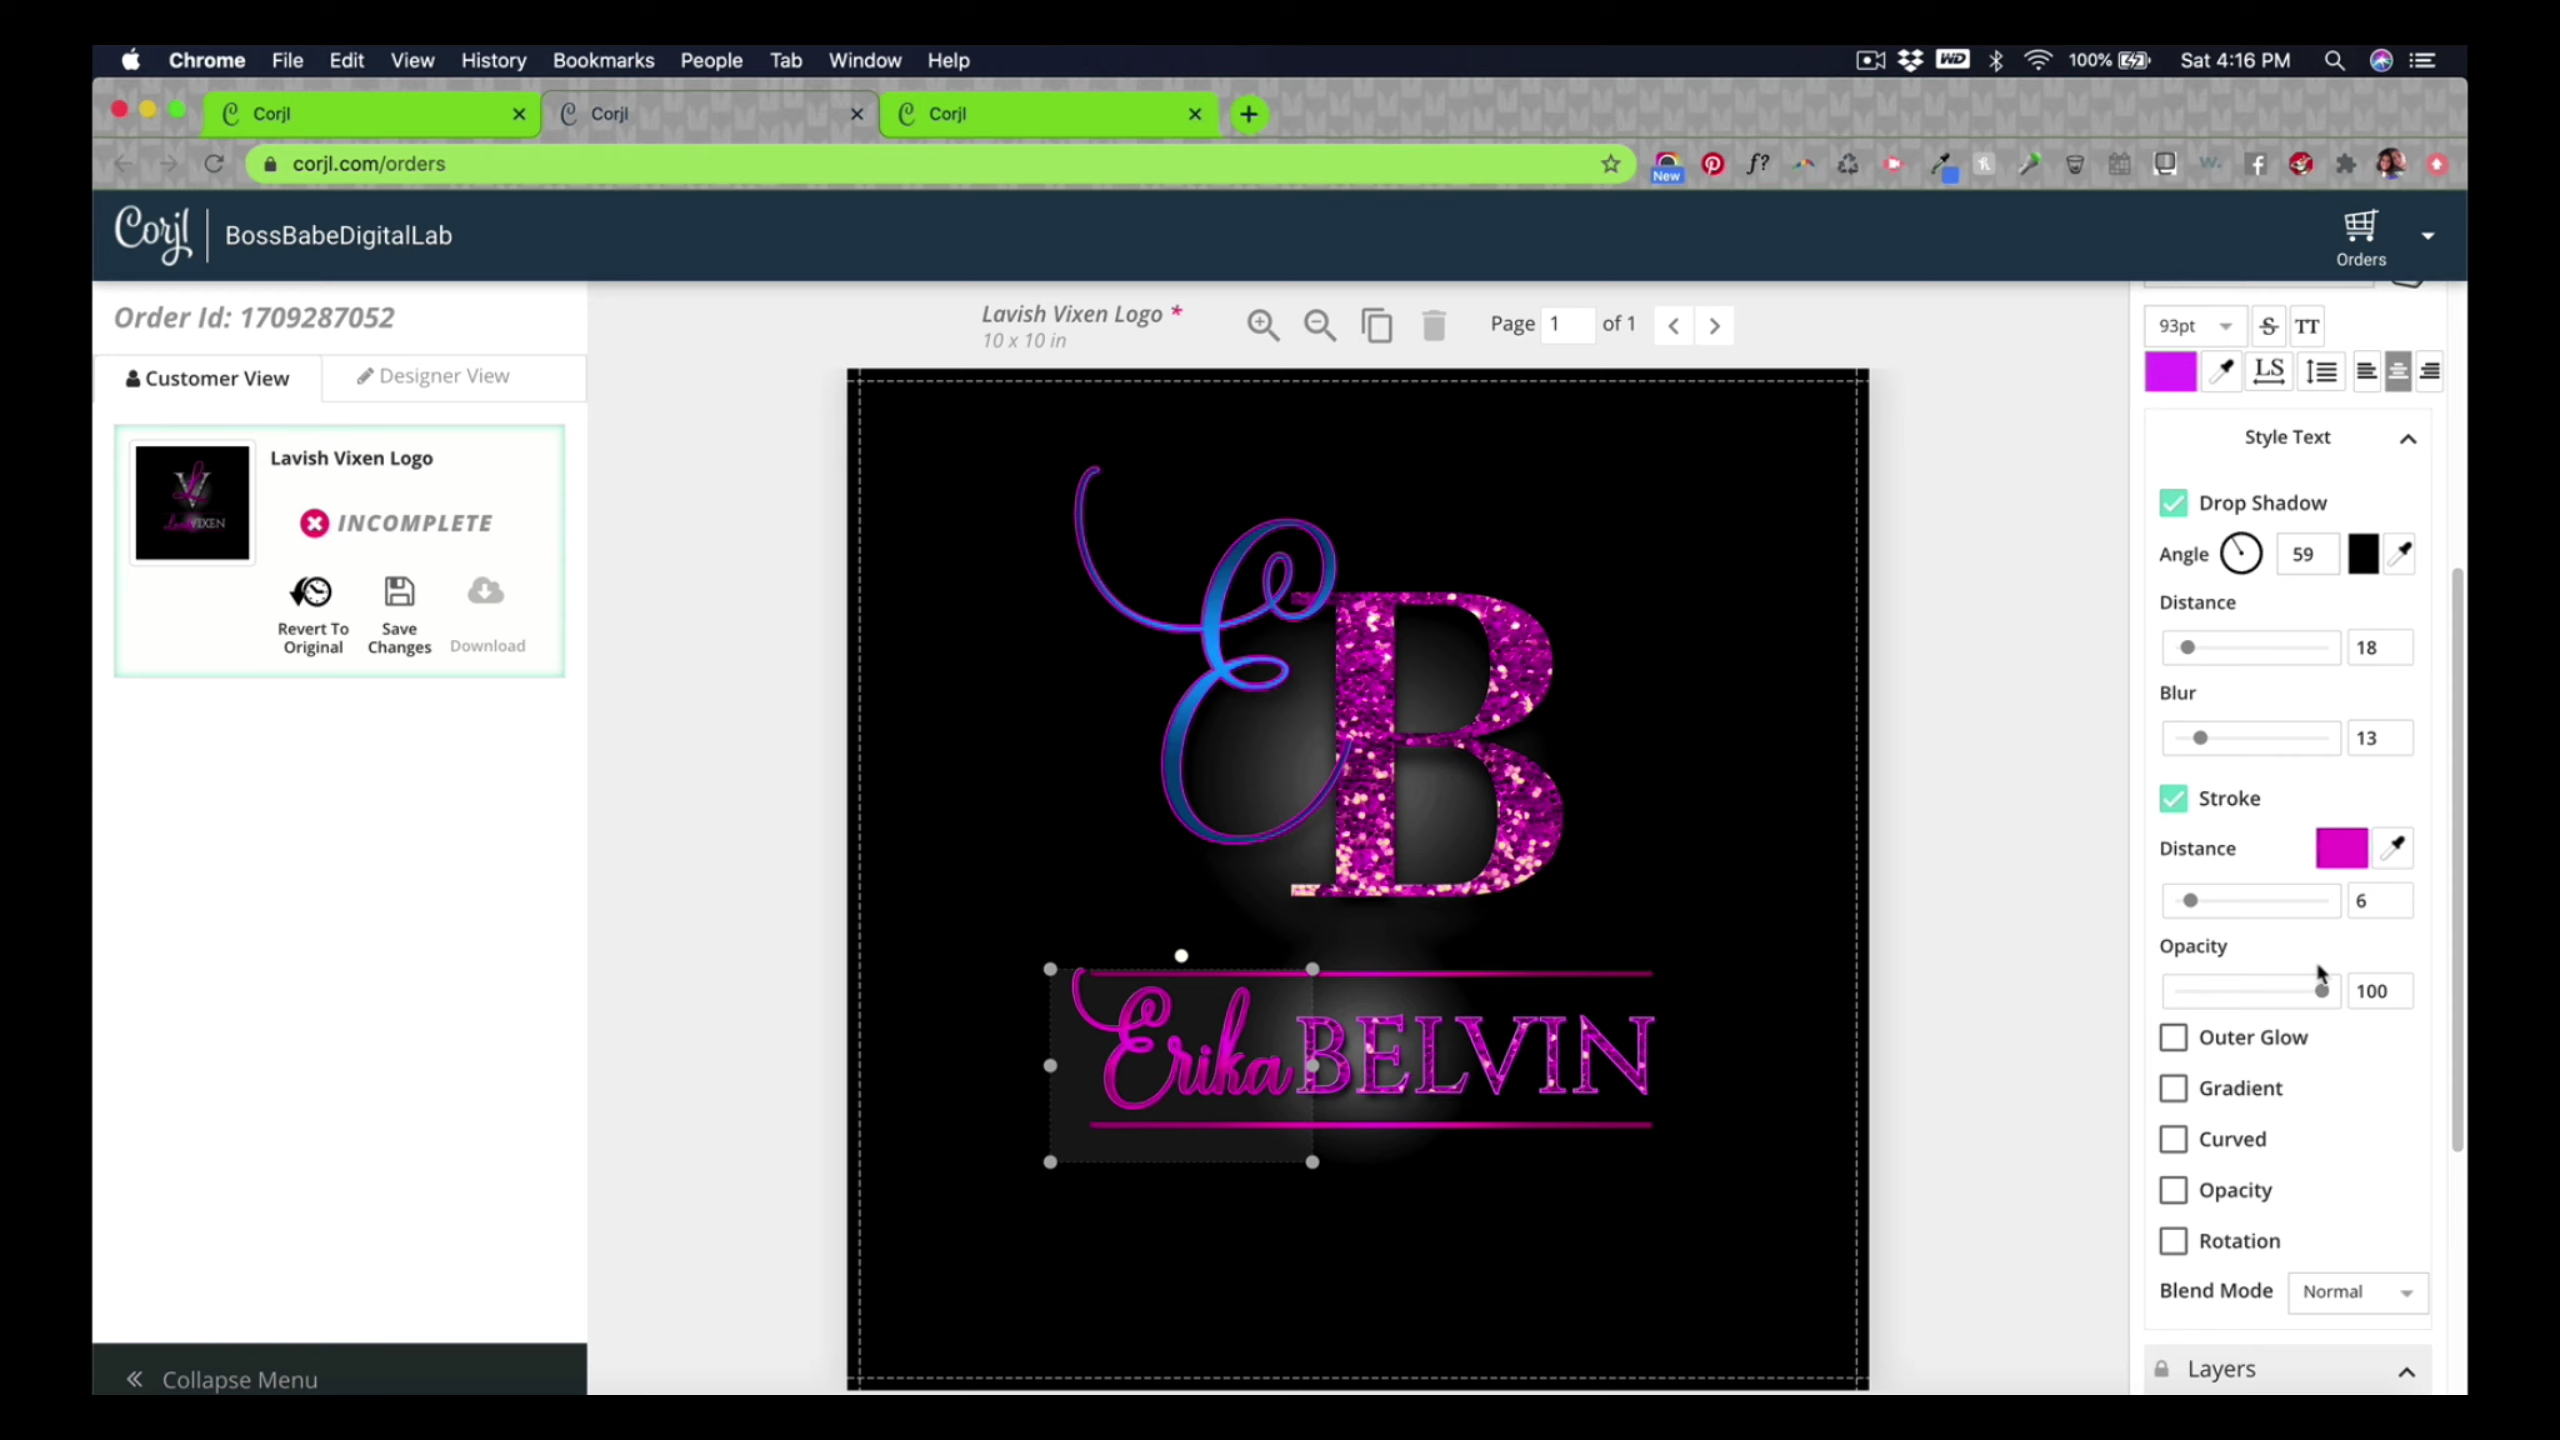 Chrome File Edit View History Bookmarks People Tab Window Help
WD 100% Sat 4:16 PM
Corjl
Corjl
Corjl
corjl.com/orders
f?
New
Corjl BossBabeDigitalLab
Orders
Order Id: 1709287052
Customer View
Designer View
Lavish Vixen Logo
INCOMPLETE
Revert To Original
Save Changes
Download
Collapse Menu
Lavish Vixen Logo *
10 x 10 in
Page 1 of 1
E
B
Erika BELVIN
93pt S TT
LS
Style Text
Drop Shadow
Angle 59
Distance
18
Blur
13
Stroke
Distance
6
Opacity
100
Outer Glow
Gradient
Curved
Opacity
Rotation
Blend Mode Normal
Layers